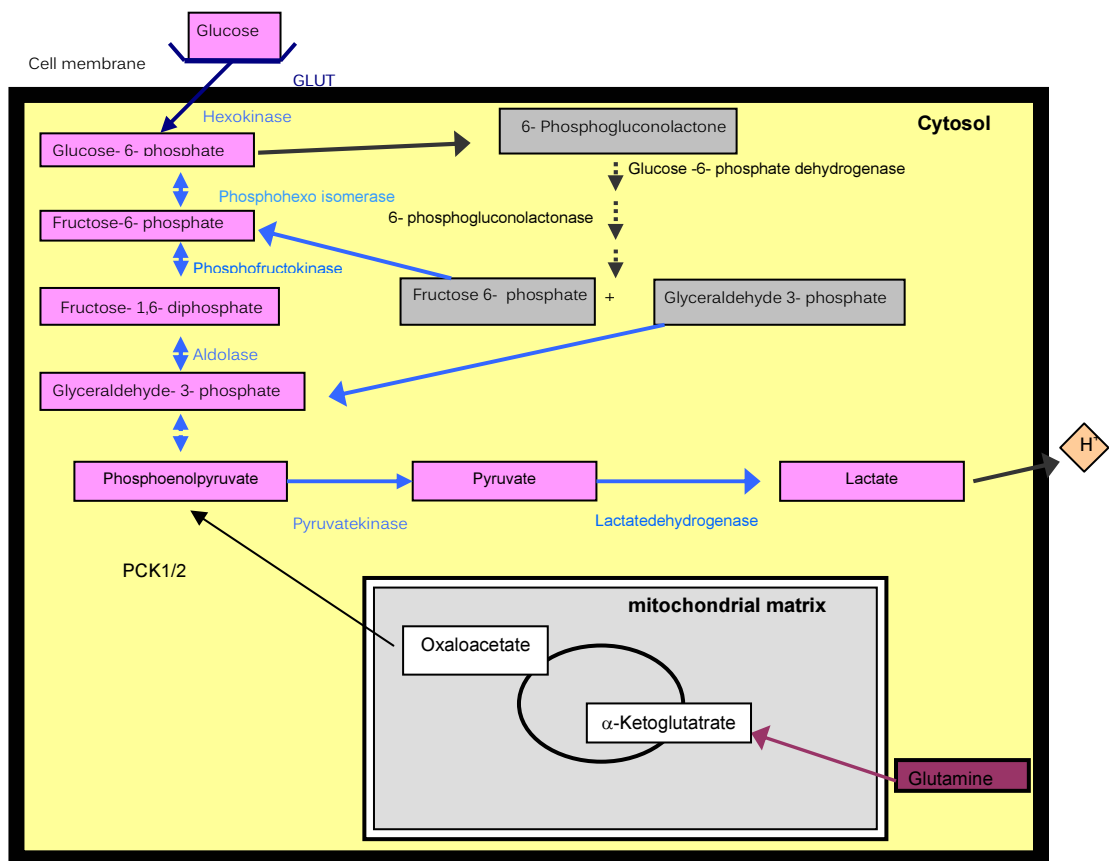 Glucose
Cell membrane
GLUT
Hexokinase
6- Phosphogluconolactone
Cytosol
Glucose- 6- phosphate
Glucose -6- phosphate dehydrogenase
Phosphohexo isomerase
Fructose-6- phosphate
6- phosphogluconolactonase
Phosphofructokinase
Fructose 6- phosphate
+
Glyceraldehyde 3- phosphate
Fructose- 1,6- diphosphate
Aldolase
Glyceraldehyde- 3- phosphate
H+
Phosphoenolpyruvate
Pyruvate
Lactate
Pyruvatekinase
Lactatedehydrogenase
PCK1/2
mitochondrial matrix
Oxaloacetate
α-Ketoglutatrate
Glutamine